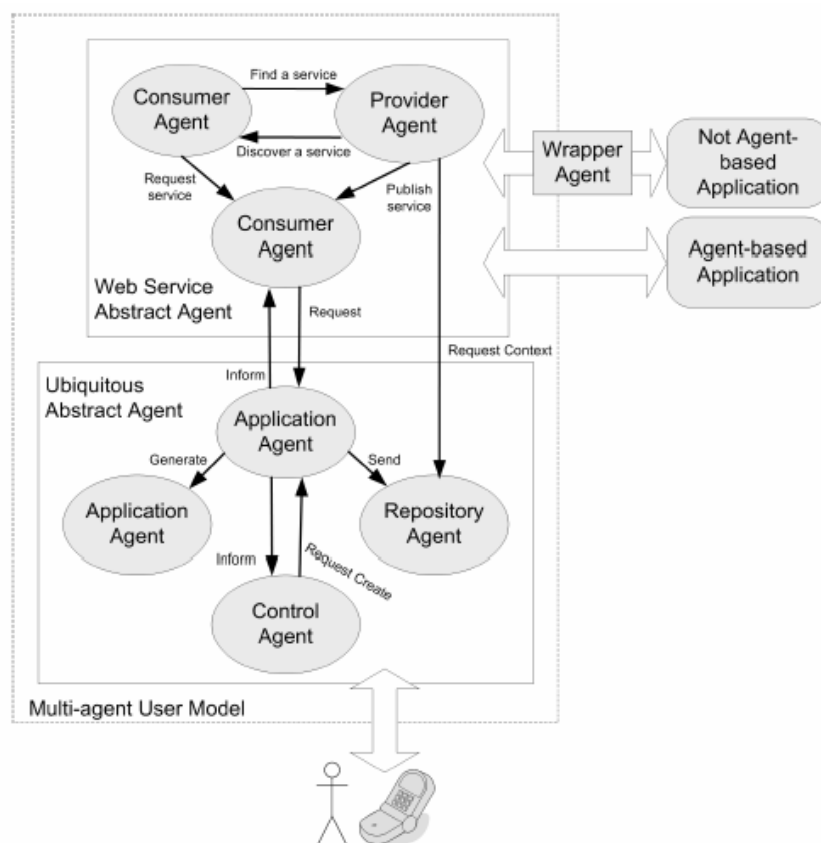 Find a service
Consumer
Agent
Provider
Agent
Discover a service
Wrapper
Agent
Not Agent-
based
Application
Request
service
Publish
service
Consumer
Agent
Agent-based
Application
Web Service
Abstract Agent
Request
Request Context
Inform
Ubiquitous
Abstract Agent
Application
Agent
Generate
Send
Application
Agent
Repository
Agent
Inform
Request Create
Control
Agent
Multi-agent User Model